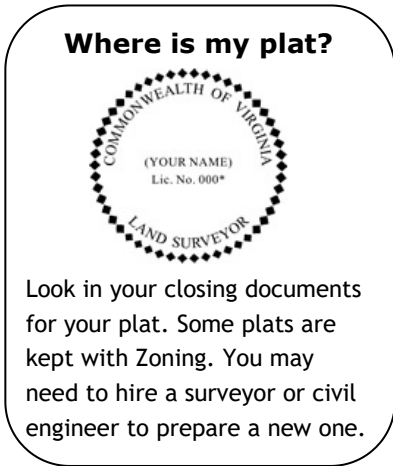 Where is my plat?
COMMONWEALTH OF VIRGINIA
(YOUR NAME)
Lic. No. 000*
LAND SURVEYOR
Look in your closing documents
for your plat. Some plats are
kept with Zoning. You may
need to hire a surveyor or civil
engineer to prepare a new one.